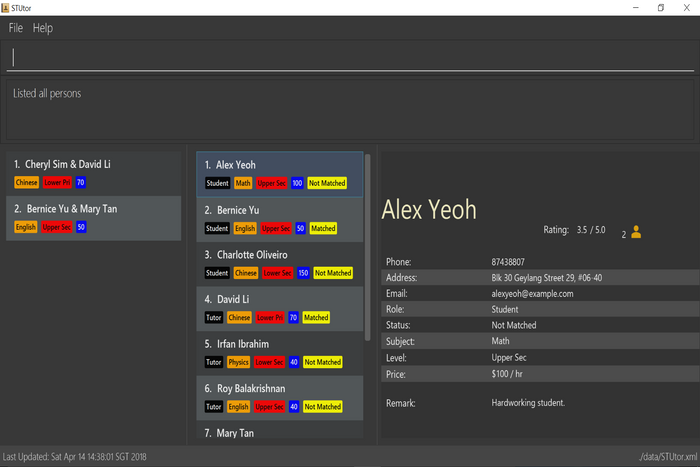 STUtor
File Help
Listed all persons
1. Cheryl Sim & David Li
Chinese Lower Pri 70
2. Bernice Yu & Mary Tan
English Upper Sec 50
1. Alex Yeoh
Student Math Upper Sec 100 Not Matched
2. Bernice Yu
Student English Upper Sec 50 Matched
3. Charlotte Oliveiro
Student Chinese Lower Sec 150 Not Matched
4. David Li
Tutor Chinese Lower Pri 70 Matched
5. Irfan Ibrahim
Tutor Physics Lower Sec 40 Not Matched
6. Roy Balakrishnan
Tutor English Upper Sec 40 Not Matched
7. Mary Tan
Alex Yeoh
Rating: 3.5 / 5.0 2
Phone: 87438807
Address: Blk 30 Geylang Street 29, #06-40
Email: alexyeoh@example.com
Role: Student
Status: Not Matched
Subject: Math
Level: Upper Sec
Price: $100 / hr
Remark: Hardworking student.
Last Updated: Sat Apr 14 14:38:01 SGT 2018
./data/STUtor.xml